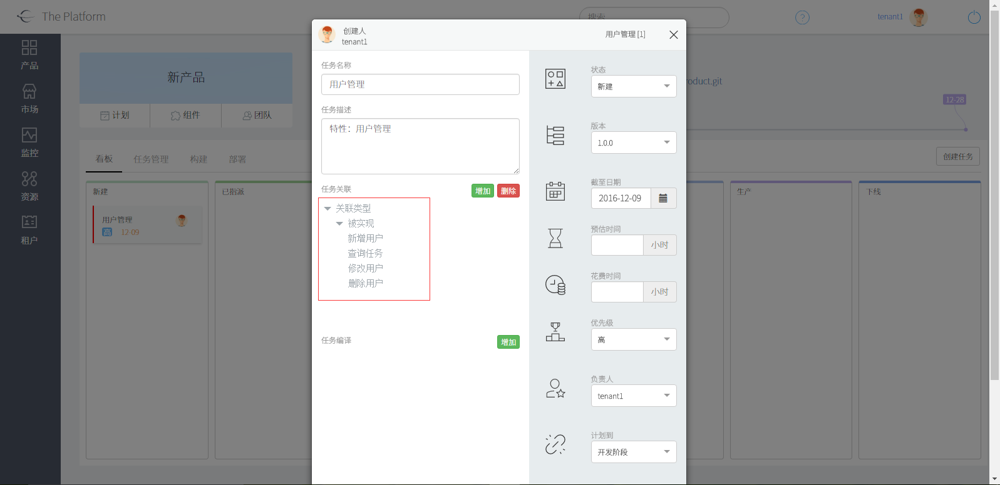 The Platform
搜索
?
tenant1
产品
市场
监控
资源
租户
新产品
计划
组件
团队
roduct.git
12-28
看板
任务管理
构建
部署
创建任务
新建
已指派
生产
下线
用户管理
高
12-09
创建人
tenant1
用户管理 [1]
任务名称
用户管理
任务描述
特性：用户管理
任务关联
增加
删除
关联类型
被实现
新增用户
查询任务
修改用户
删除用户
任务编译
增加
状态
新建
版本
1.0.0
截至日期
2016-12-09
预估时间
小时
花费时间
小时
优先级
高
负责人
tenant1
计划到
开发阶段